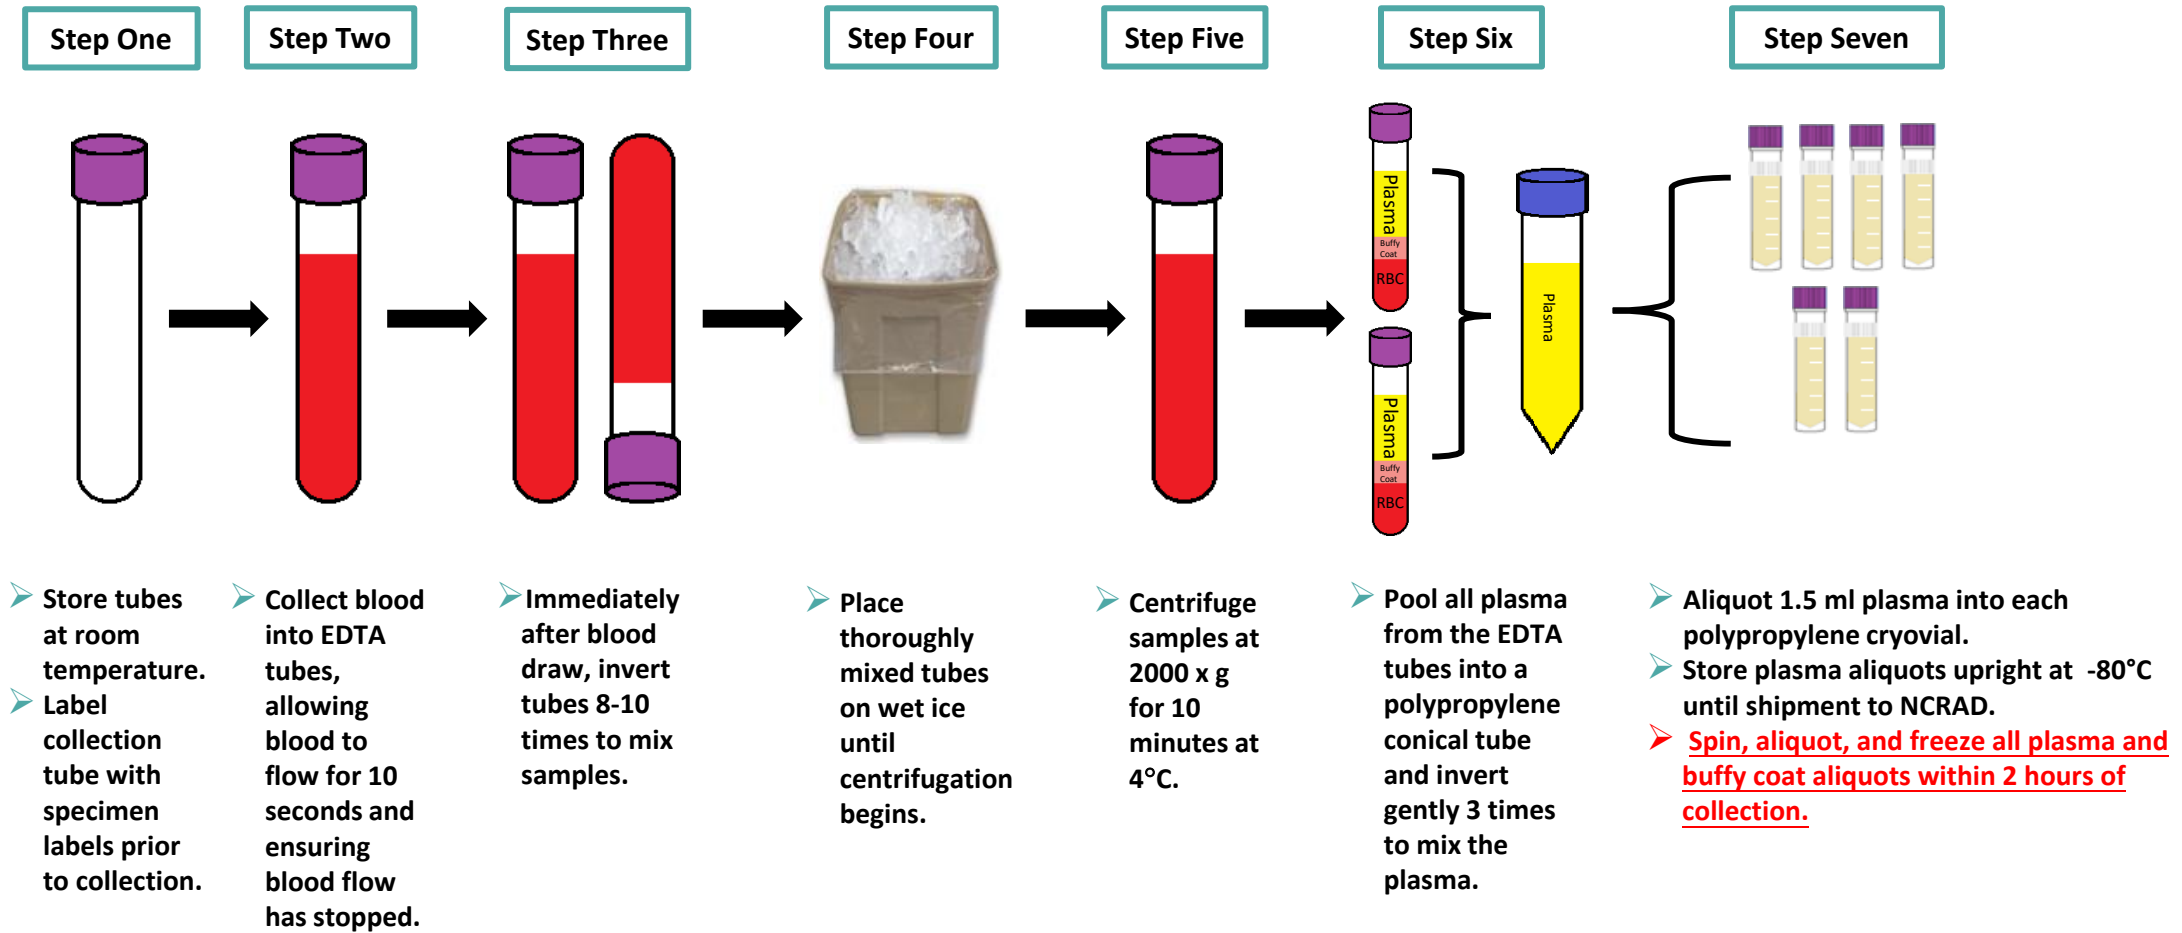 Step One
Step Two
Step Three
Step Four
Step Five
Step Six
Step Seven
Plasma
Buffy
Coat
RBC
Plasma
Buffy
Coat
RBC
Plasma
Store tubes
at room
temperature.
Label
collection
tube with
specimen
labels prior
to collection.
Collect blood
into EDTA
tubes,
allowing
blood to
flow for 10
seconds and
ensuring
blood flow
has stopped.
Immediately
after blood
draw, invert
tubes 8-10
times to mix
samples.
Place
thoroughly
mixed tubes
on wet ice
until
centrifugation
begins.
Centrifuge
samples at
2000 x g
for 10
minutes at
4°C.
Pool all plasma
from the EDTA
tubes into a
polypropylene
conical tube
and invert
gently 3 times
to mix the
plasma.
Aliquot 1.5 ml plasma into each
polypropylene cryovial.
Store plasma aliquots upright at -80°C
until shipment to NCRAD.
Spin, aliquot, and freeze all plasma and
buffy coat aliquots within 2 hours of
collection.